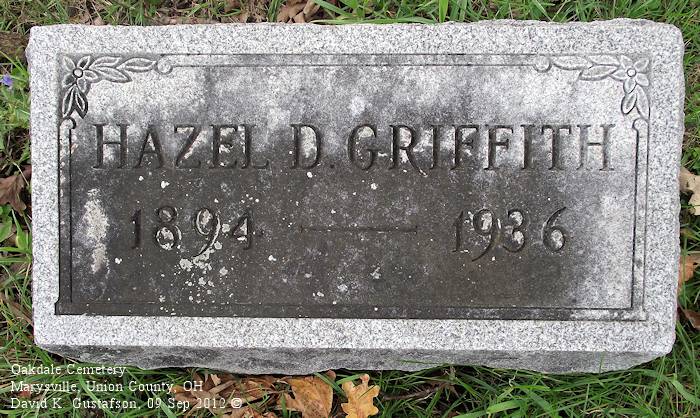 HAZEL D. GRIFFITH
1894 — 1936
Oakdale Cemetery
Marysville, Union County, OH
David K. Gustafson, 09 Sep 2012 ©